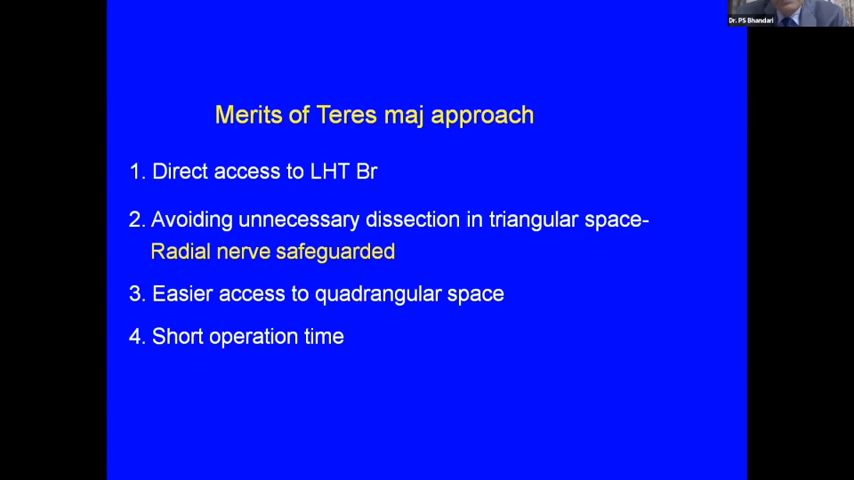 Dr. PS Bhandari
Merits of Teres maj approach
1. Direct access to LHT Br
2. Avoiding unnecessary dissection in triangular space-
Radial nerve safeguarded
3. Easier access to quadrangular space
4. Short operation time